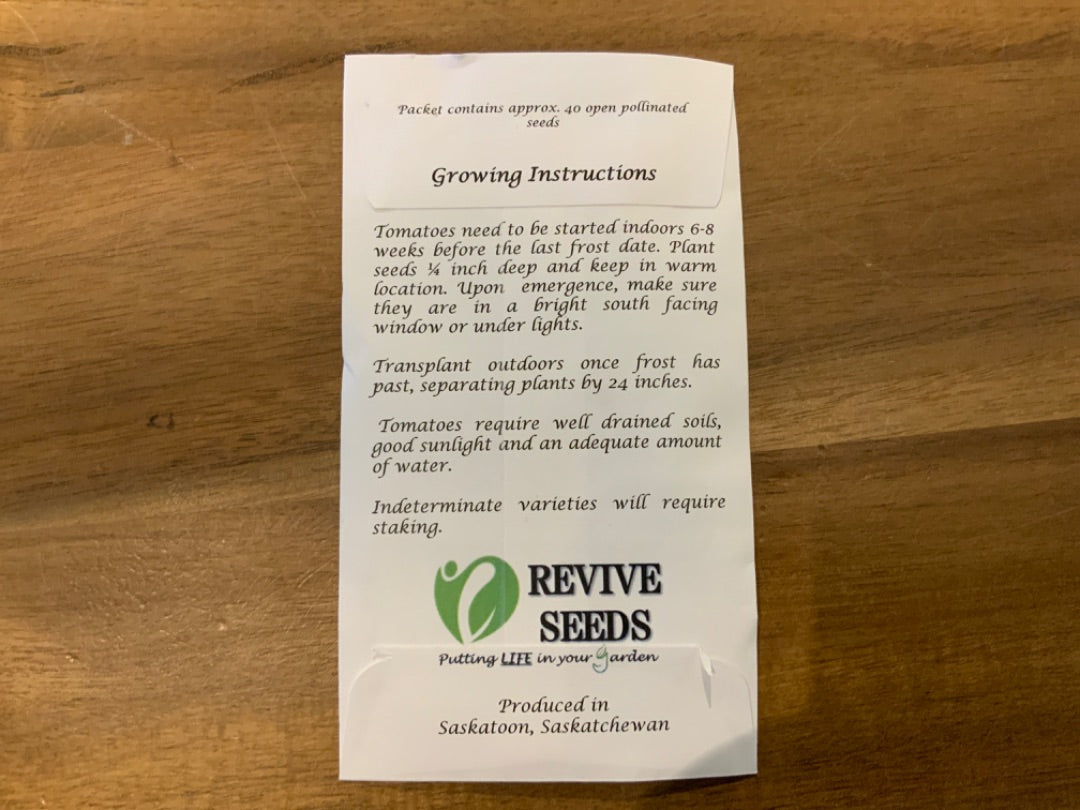 Packet contains approx. 40 open pollinated
seeds
Growing Instructions
Tomatoes need to be started indoors 6-8
weeks before the last frost date. Plant
seeds ¼ inch deep and keep in warm
location. Upon emergence, make sure
they are in a bright south facing
window or under lights.
Transplant outdoors once frost has
past, separating plants by 24 inches.
Tomatoes require well drained soils,
good sunlight and an adequate amount
of water.
Indeterminate varieties will require
staking.
REVIVE
SEEDS
Putting LIFE in your garden
Produced in
Saskatoon, Saskatchewan